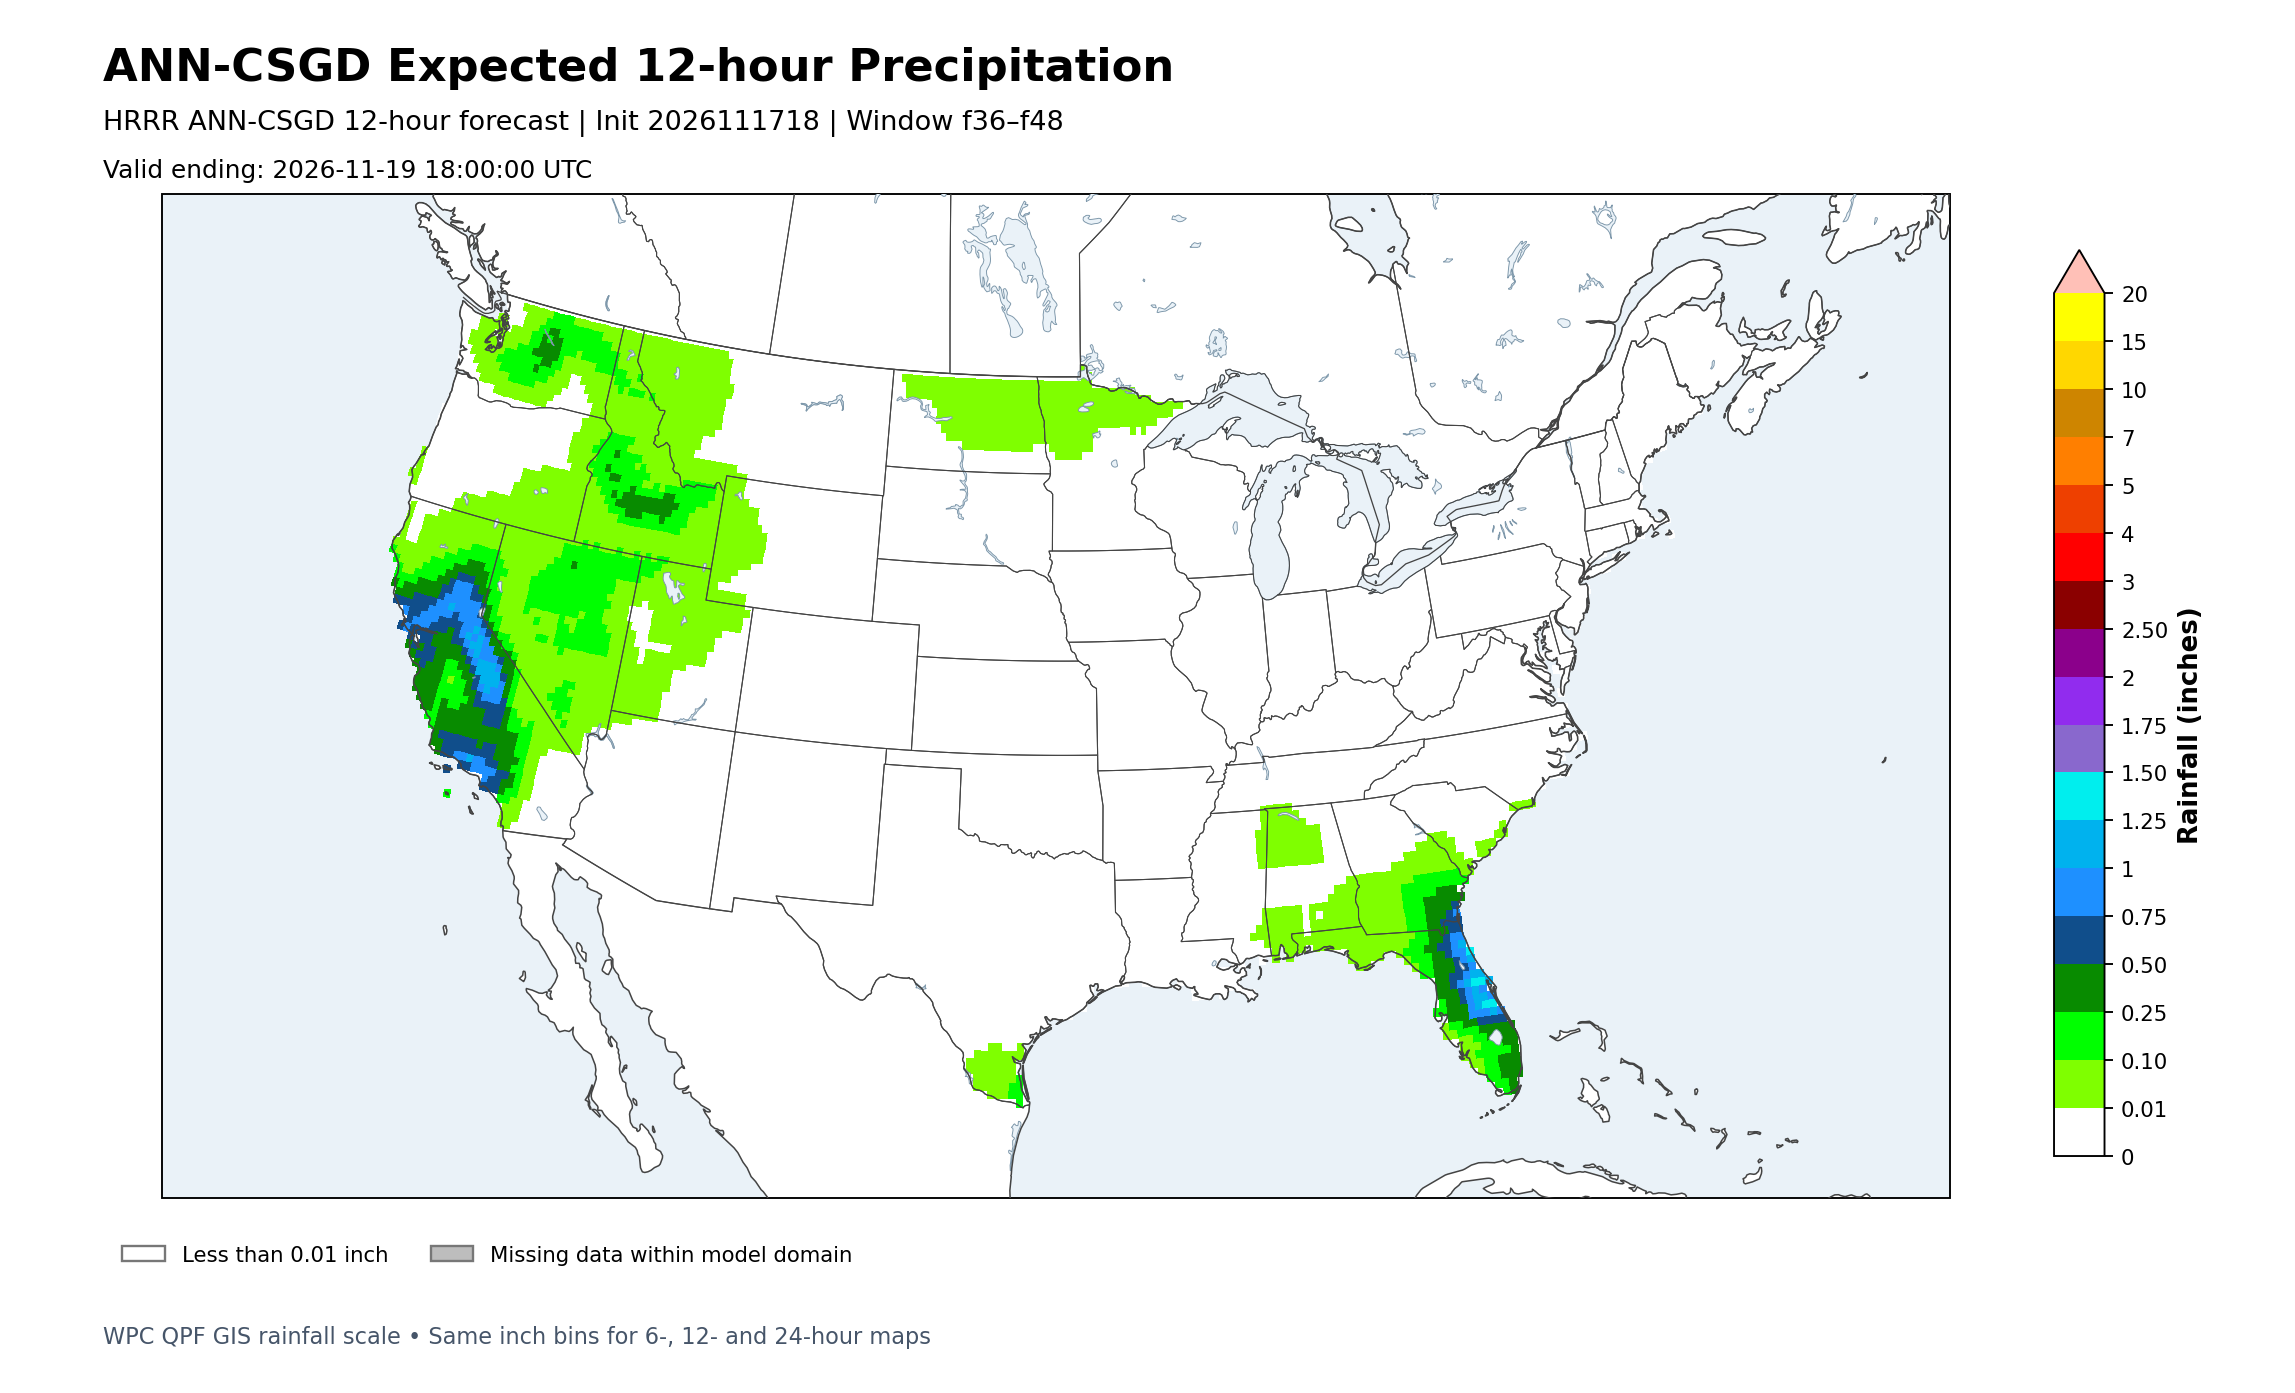 ANN-CSGD Expected 12-hour Precipitation
HRRR ANN-CSGD 12-hour forecast | Init 2026111718 | Window f36–f48
Valid ending: 2026-11-19 18:00:00 UTC
20
15
10
7
5
4
3
2.50
2
1.75
1.50
1.25
1
0.75
0.50
0.25
0.10
0.01
0
Rainfall (inches)
Less than 0.01 inch
Missing data within model domain
WPC QPF GIS rainfall scale • Same inch bins for 6-, 12- and 24-hour maps